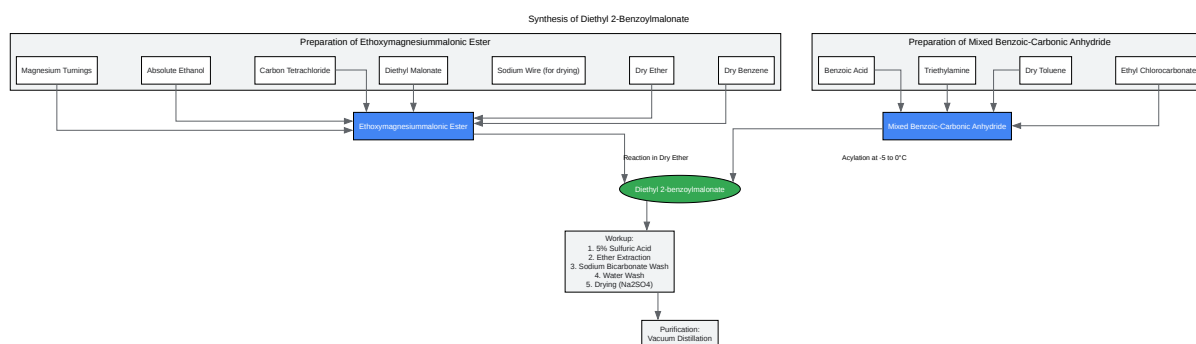 Synthesis of Diethyl 2-Benzoylmalonate
Preparation of Ethoxymagnesiummalonic Ester
Preparation of Mixed Benzoic-Carbonic Anhydride
Magnesium Turnings
Absolute Ethanol
Carbon Tetrachloride
Diethyl Malonate
Sodium Wire (for drying)
Dry Ether
Dry Benzene
Benzoic Acid
Triethylamine
Dry Toluene
Ethyl Chlorocarbonate
Ethoxymagnesiummalonic Ester
Mixed Benzoic-Carbonic Anhydride
Reaction in Dry Ether
Acylation at -5 to 0°C
Diethyl 2-benzoylmalonate
Workup:
1. 5% Sulfuric Acid
2. Ether Extraction
3. Sodium Bicarbonate Wash
4. Water Wash
5. Drying (Na2SO4)
Purification:
Vacuum Distillation